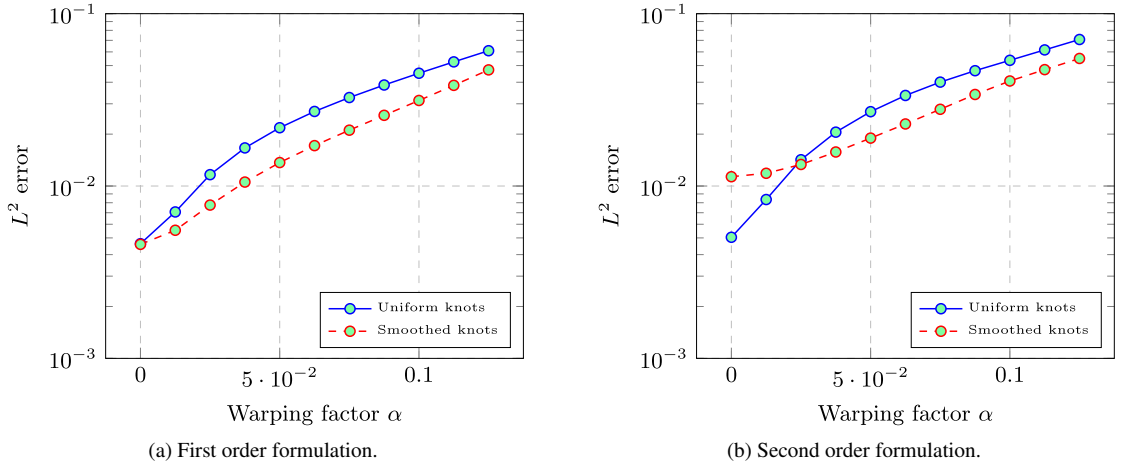 10⁻¹
10⁻²
10⁻³
L² error
0
5 · 10⁻²
0.1
Warping factor α
Uniform knots
Smoothed knots
(a) First order formulation.
10⁻¹
10⁻²
10⁻³
L² error
0
5 · 10⁻²
0.1
Warping factor α
Uniform knots
Smoothed knots
(b) Second order formulation.